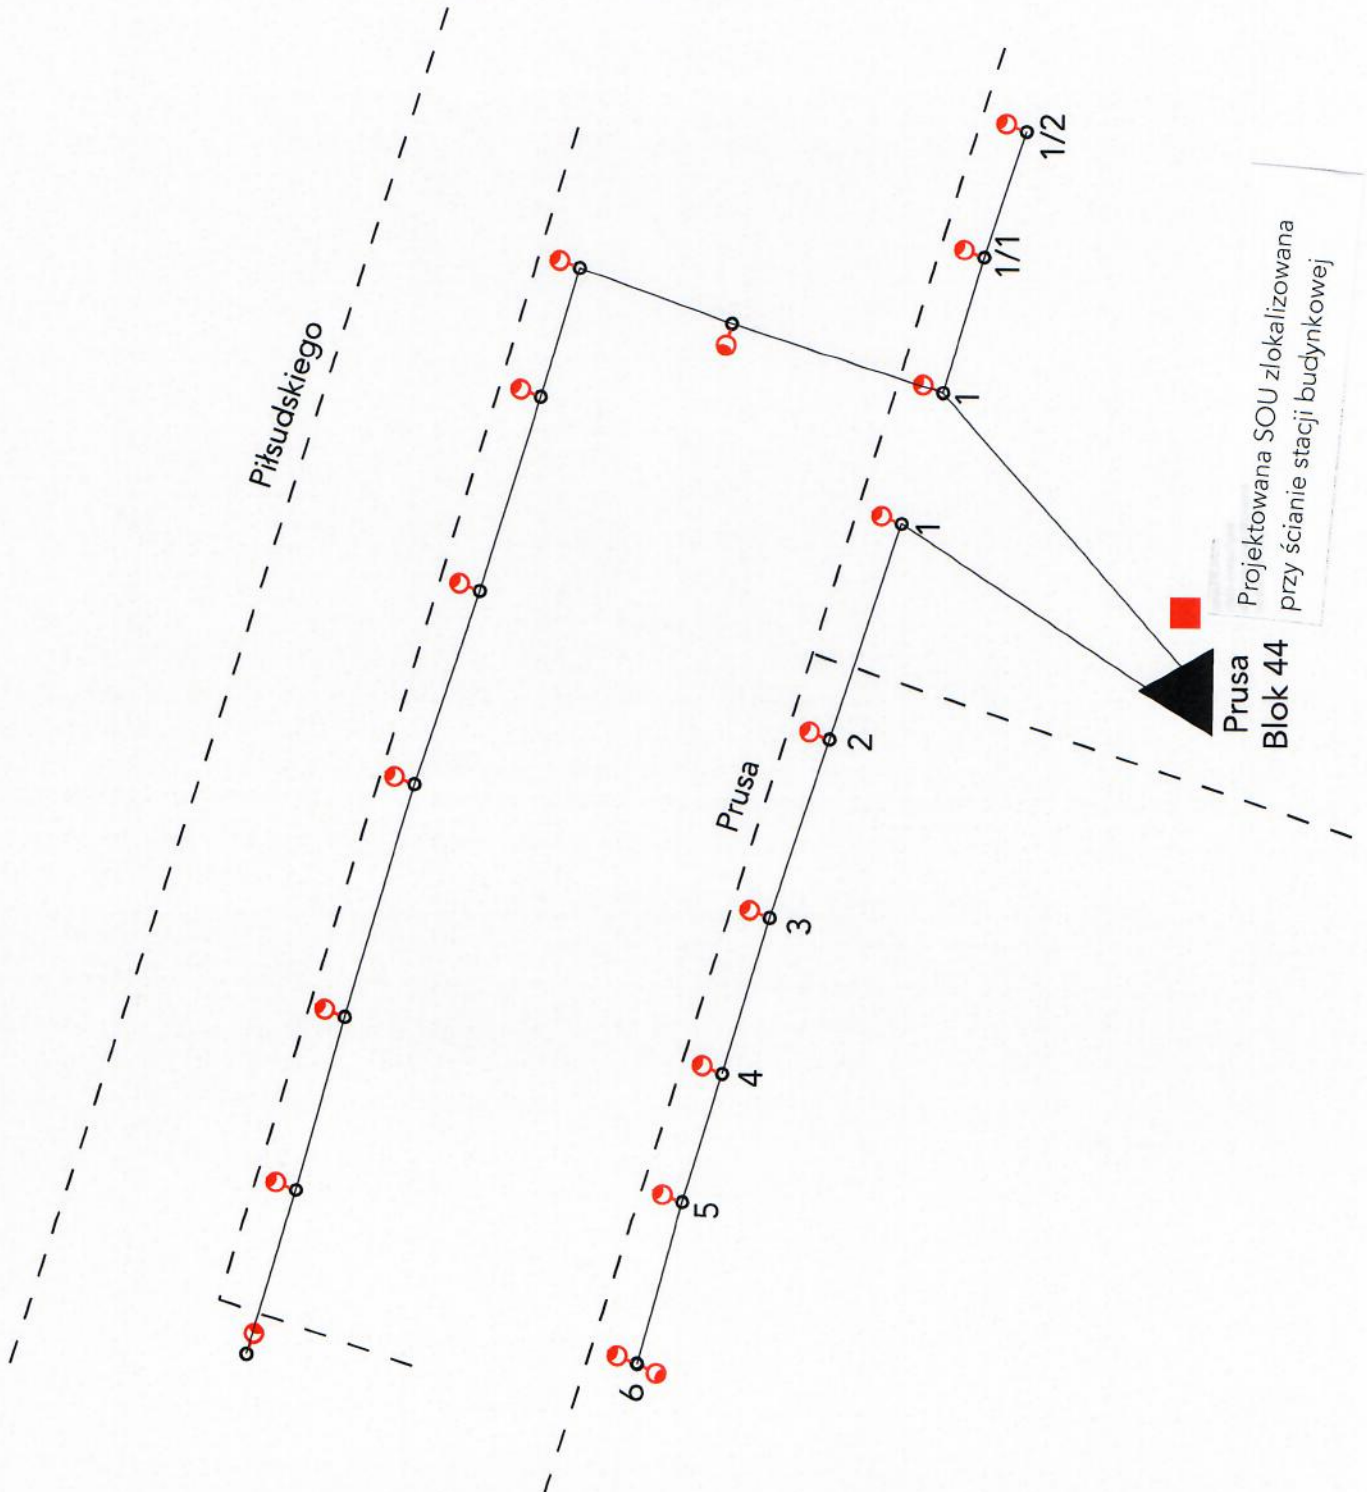 Piłsudskiego
Prusa
1/2
1/1
1
1
2
3
4
5
6
Prusa
Blok 44
Projektowana SOU zlokalizowana
przy ścianie stacji budynkowej